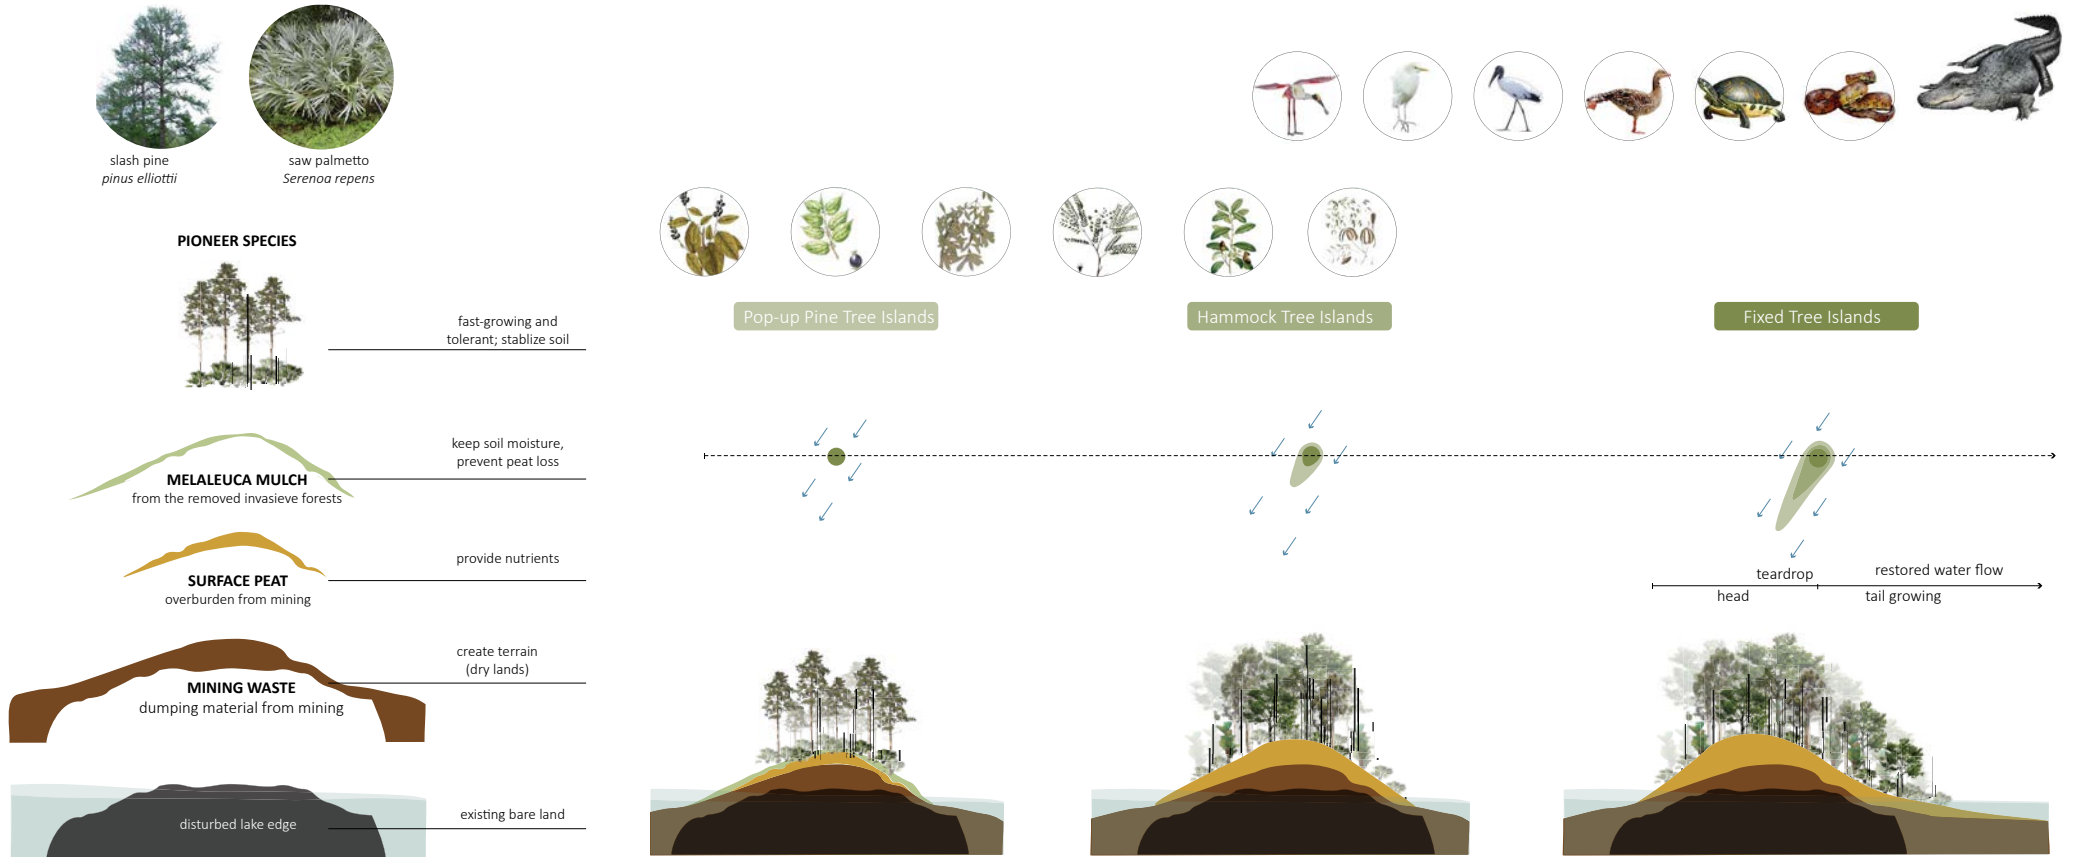 slash pine
pinus elliottii
saw palmetto
Serenoa repens
PIONEER SPECIES
fast-growing and
tolerant; stablize soil
keep soil moisture,
prevent peat loss
MELALEUCA MULCH
from the removed invasieve forests
provide nutrients
SURFACE PEAT
overburden from mining
create terrain
(dry lands)
MINING WASTE
dumping material from mining
existing bare land
disturbed lake edge
Pop-up Pine Tree Islands
Hammock Tree Islands
Fixed Tree Islands
teardrop
restored water flow
head
tail growing